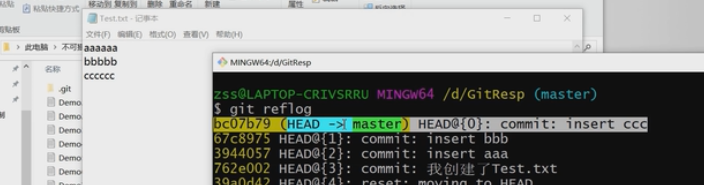 粘贴快捷方式
移动到 复制到 删除 重命名 新建
属性
Test.txt - 记事本
文件(F) 编辑(E) 格式(O) 查看(V) 帮助(H)
aaaaaa
bbbbb
cccccc
此电脑
名称
.git
Demo
Demo
Demo
Demo
Demo
MINGW64:/d/GitResp
zss@LAPTOP-CRIVSRRU MINGW64 /d/GitResp (master)
$ git reflog
bc07b79 (HEAD -> master) HEAD@{0}: commit: insert ccc
67c8975 HEAD@{1}: commit: insert bbb
3944057 HEAD@{2}: commit: insert aaa
762e002 HEAD@{3}: commit: 我创建了Test.txt
39a0d42 HEAD@{4}: reset: moving to HEAD